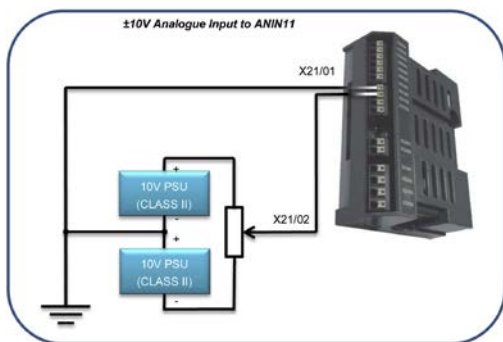 ±10V Analogue Input to ANIN11
X21/01
+
10V PSU
(CLASS II)
-
X21/02
+
10V PSU
(CLASS II)
-